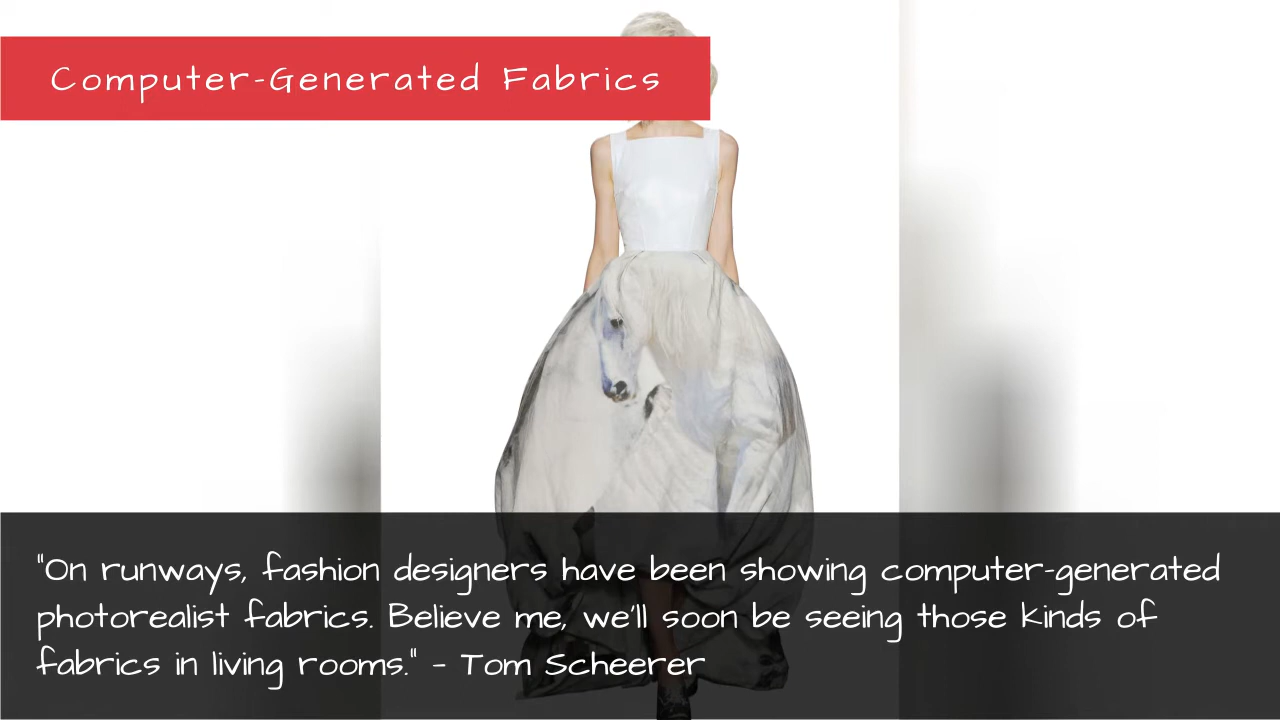 Computer-Generated Fabrics
"On runways, fashion designers have been showing computer-generated
photorealist fabrics. Believe me, we'll soon be seeing those kinds of
fabrics in living rooms." - Tom Scheerer